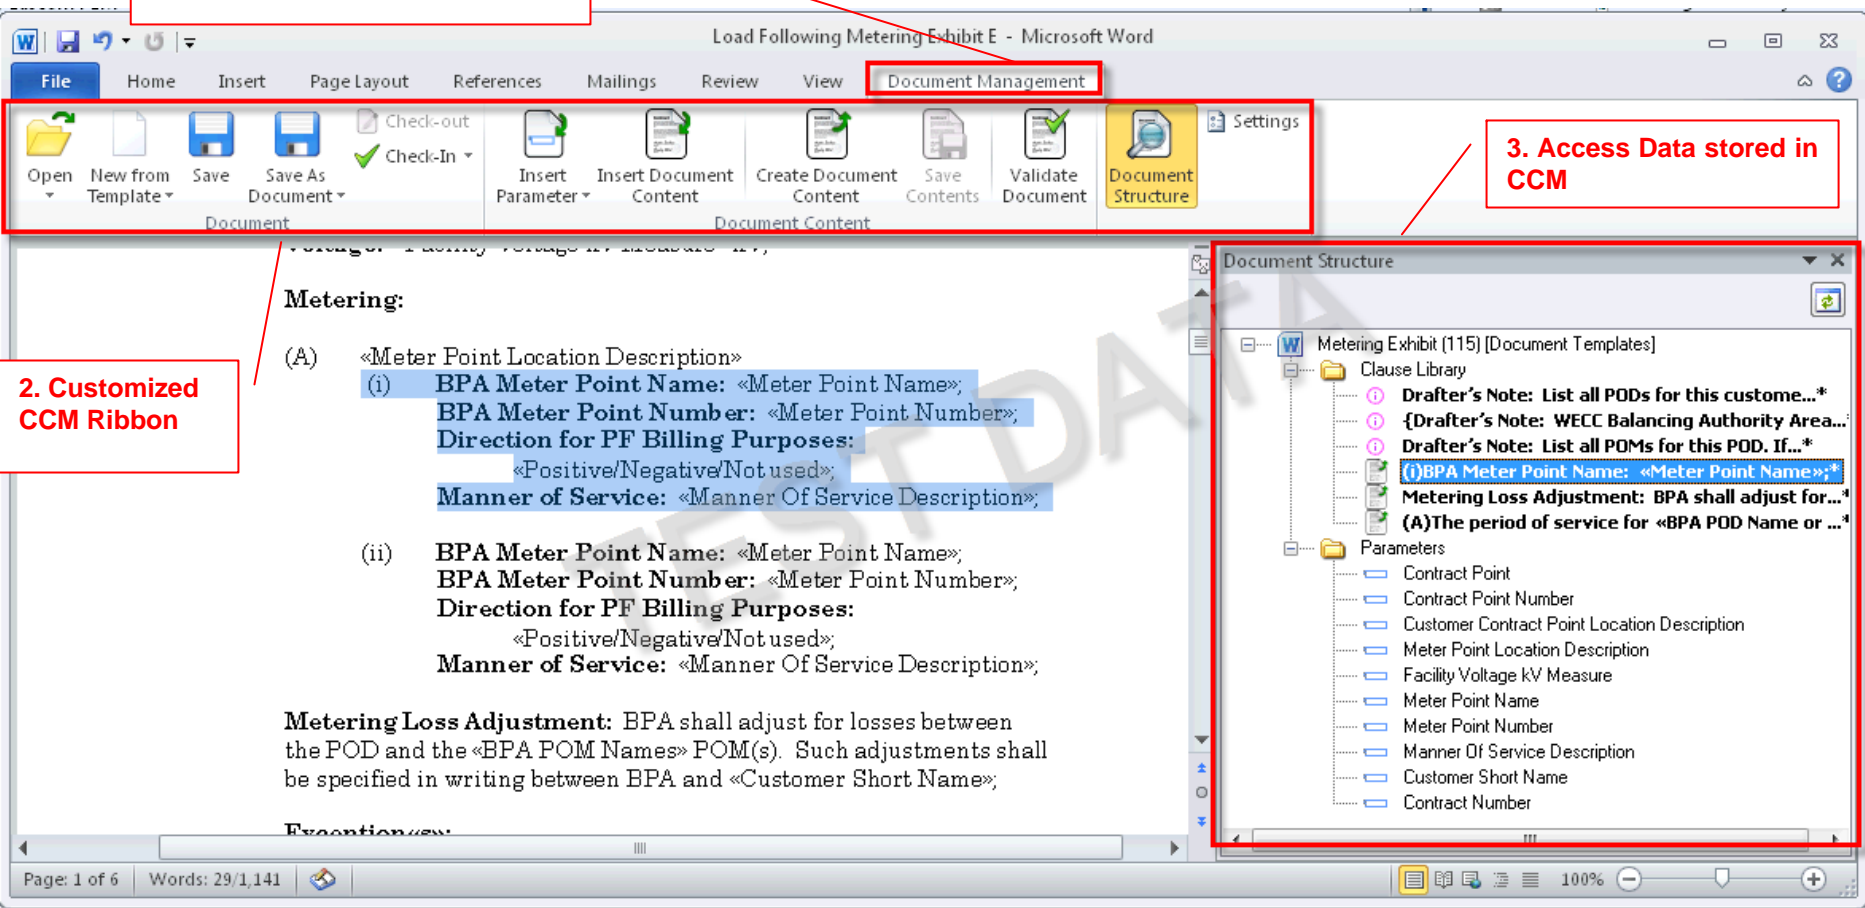 Load Following Metering Exhibit E - Microsoft Word
File Home Insert Page Layout References Mailings Review View Document Management
Open
New from
Template
Save
Save As
Document
Check-out
Check-In
Document
Insert
Parameter
Insert Document
Content
Create Document
Content
Save
Contents
Validate
Document
Document Content
Document
Structure
Settings
3. Access Data stored in
CCM
2. Customized
CCM Ribbon
Voltage: Facility Voltage kV Measure kV;
Metering:
(A) «Meter Point Location Description»
(i) BPA Meter Point Name: «Meter Point Name»;
BPA Meter Point Number: «Meter Point Number»;
Direction for PF Billing Purposes:
«Positive/Negative/Not used»;
Manner of Service: «Manner Of Service Description»;
(ii) BPA Meter Point Name: «Meter Point Name»;
BPA Meter Point Number: «Meter Point Number»;
Direction for PF Billing Purposes:
«Positive/Negative/Not used»;
Manner of Service: «Manner Of Service Description»;
Metering Loss Adjustment: BPA shall adjust for losses between
the POD and the «BPA POM Names» POM(s). Such adjustments shall
be specified in writing between BPA and «Customer Short Name»;
Exception«s»:
TEST DATA
Document Structure
Metering Exhibit (115) [Document Templates]
Clause Library
Drafter's Note: List all PODs for this custome...*
{Drafter's Note: WECC Balancing Authority Area...*
Drafter's Note: List all POMs for this POD. If...*
(i)BPA Meter Point Name: «Meter Point Name»;*
Metering Loss Adjustment: BPA shall adjust for...*
(A)The period of service for «BPA POD Name or ...*
Parameters
Contract Point
Contract Point Number
Customer Contract Point Location Description
Meter Point Location Description
Facility Voltage kV Measure
Meter Point Name
Meter Point Number
Manner Of Service Description
Customer Short Name
Contract Number
Page: 1 of 6 Words: 29/1,141
100%